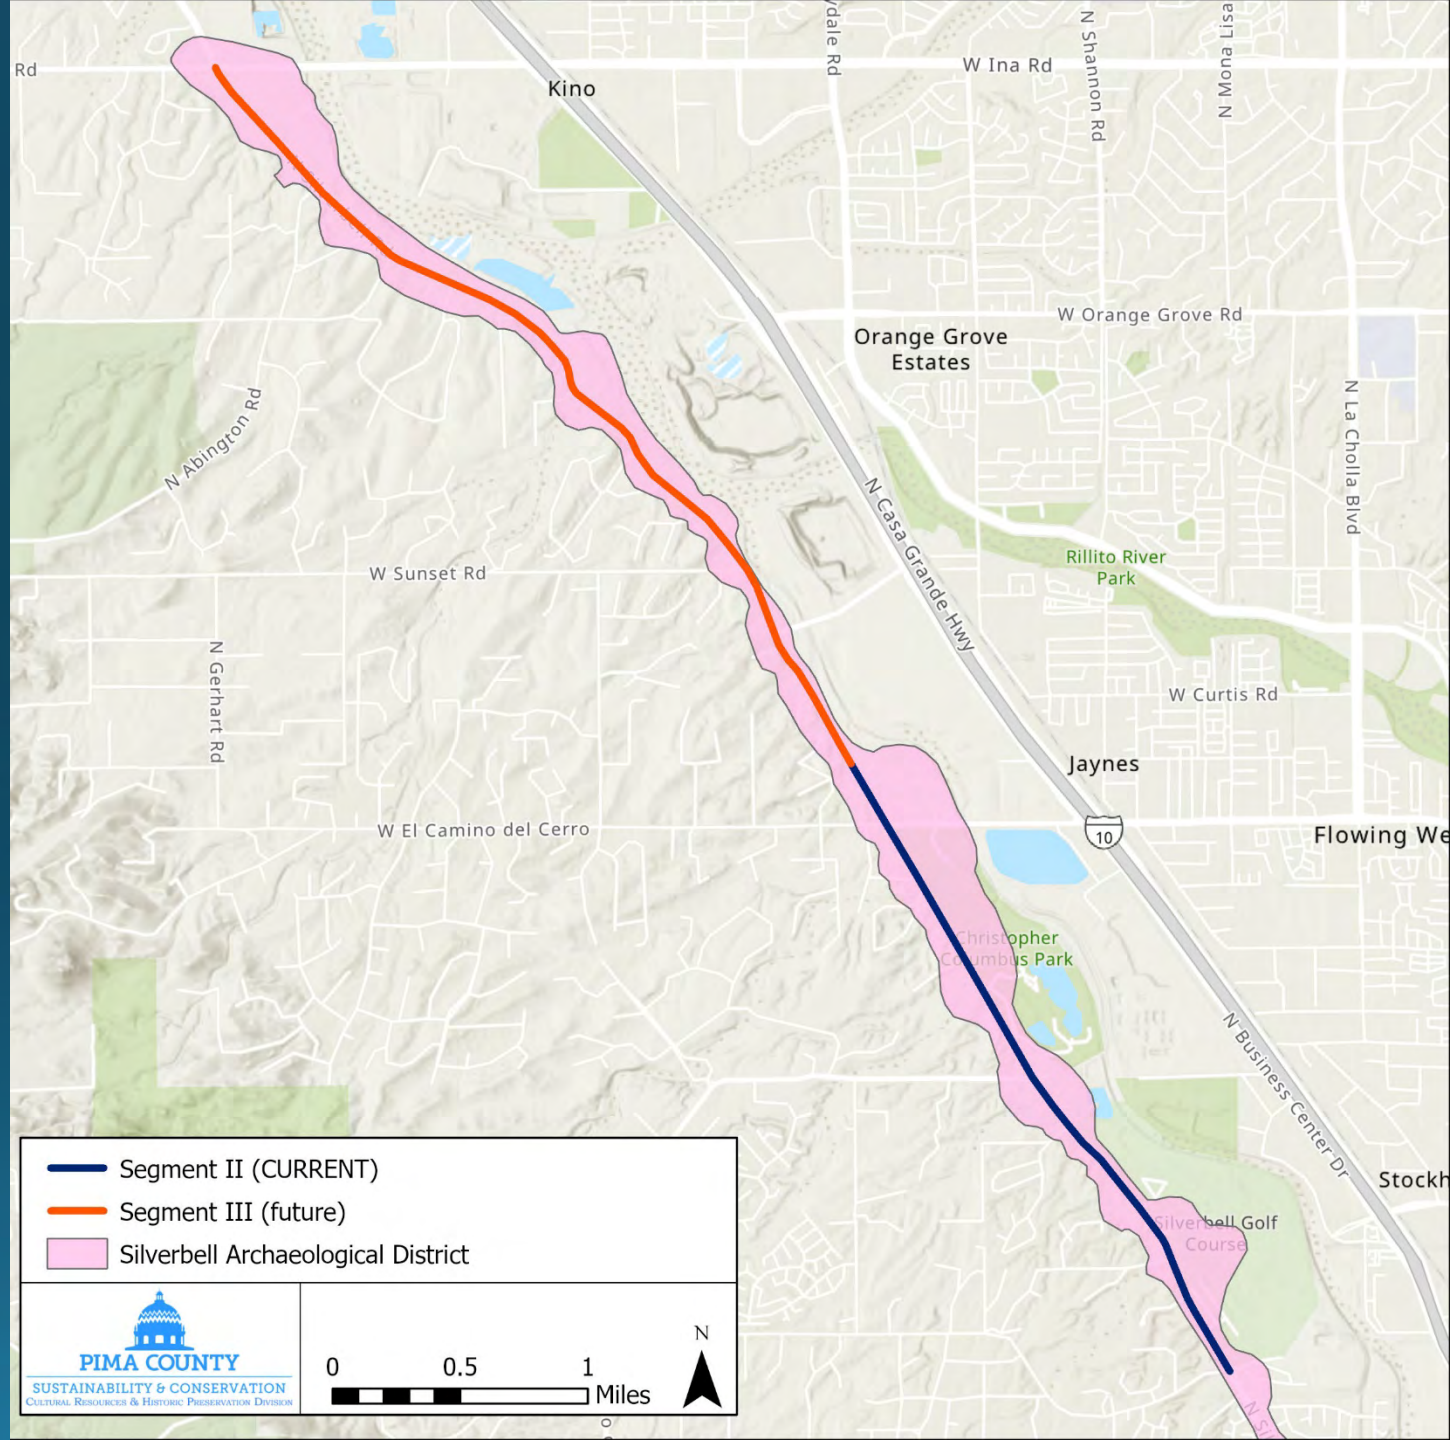 Rd
Kino
W Ina Rd
N Shannon Rd
N Mona Lisa
W Orange Grove Rd
Orange Grove
Estates
N La Cholla Blvd
N Abington Rd
N Casa Grande Hwy
Rillito River
Park
W Sunset Rd
N Gerhart Rd
W Curtis Rd
Jaynes
W El Camino del Cerro
10
Flowing We
Christopher
Columbus Park
N Business Center Dr
Stockh
Silverbell Golf
Course
Segment II (CURRENT)
Segment III (future)
Silverbell Archaeological District
PIMA COUNTY
SUSTAINABILITY & CONSERVATION
CULTURAL RESOURCES & HISTORIC PRESERVATION DIVISION
0 0.5 1
Miles
N